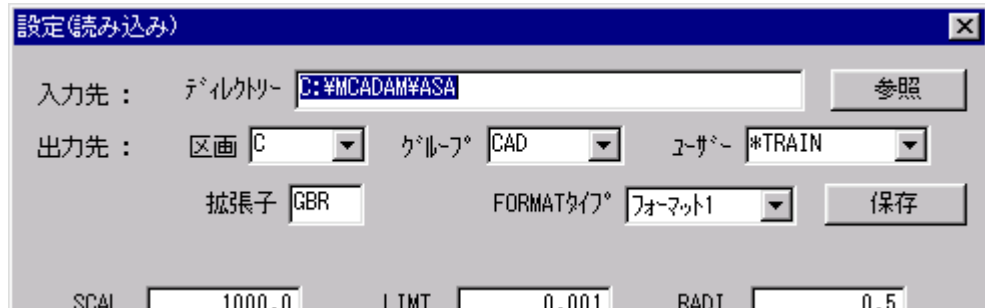 設定(読み込み)
入力先： ﾃﾞｨﾚｸﾄﾘｰ C:¥MCADAM¥ASA 参照
出力先： 区画 C ｸﾞﾙｰﾌﾟ CAD ﾕｰｻﾞｰ *TRAIN
拡張子 GBR FORMATﾀｲﾌﾟ ﾌｫｰﾏｯﾄ1 保存
SCAL 1000.0 LIMT 0.001 RADI 0.5